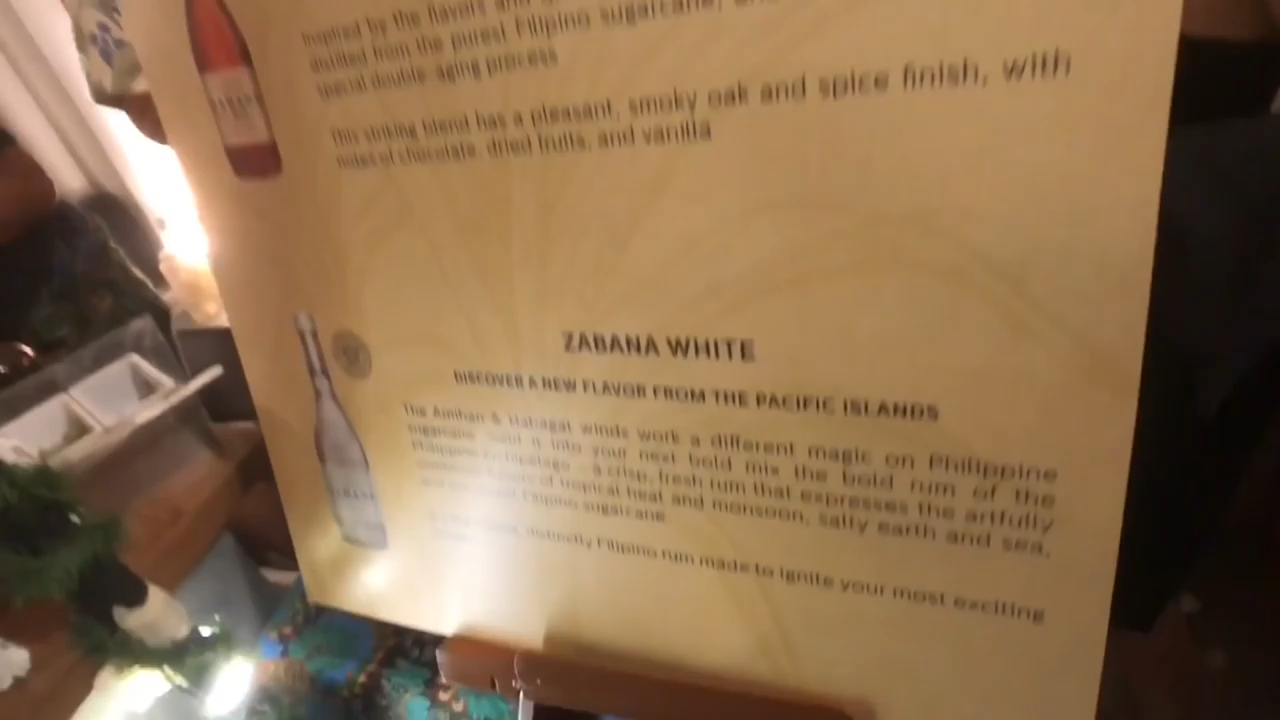 Inspired by the flavors and
distilled from the purest Filipino sugarcane,
special double-aging process
This striking blend has a pleasant, smoky oak and spice finish, with
notes of chocolate, dried fruits, and vanilla
ZABANA WHITE
DISCOVER A NEW FLAVOR FROM THE PACIFIC ISLANDS
The Amihan & Habagat winds work a different magic on Philippine
sugarcane it into your next bold mix the bold rum of the
Philippine archipelago - a crisp, fresh rum that expresses the artfully
of tropical heat and monsoon, salty earth and sea,
Filipino sugarcane
distinctly Filipino rum made to ignite your most exciting